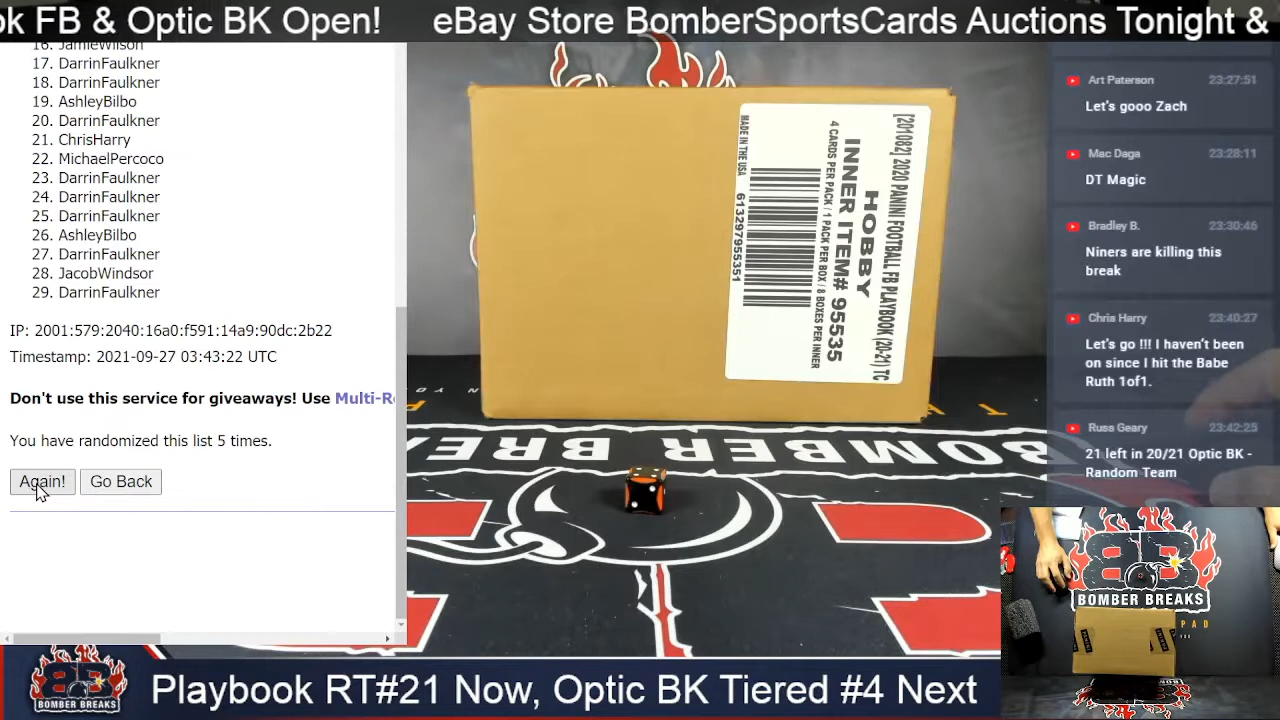 ok FB & Optic BK Open! eBay Store BomberSportsCards Auctions Tonight &
16. JamieWilson
17. DarrinFaulkner
18. DarrinFaulkner
19. AshleyBilbo
20. DarrinFaulkner
21. ChrisHarry
22. MichaelPercoco
23. DarrinFaulkner
24. DarrinFaulkner
25. DarrinFaulkner
26. AshleyBilbo
27. DarrinFaulkner
28. JacobWindsor
29. DarrinFaulkner
IP: 2001:579:2040:16a0:f591:14a9:90dc:2b22
Timestamp: 2021-09-27 03:43:22 UTC
Don't use this service for giveaways! Use Multi-R
You have randomized this list 5 times.
Again! Go Back
[201082] 2020 PANINI FOOTBALL FB PLAYBOOK (20-21) TC
HOBBY
INNER ITEM# 95535
4 CARDS PER PACK / 1 PACK PER BOX / 8 BOXES PER INNER
613297955351
MADE IN THE USA
BOMBER BREA
Art Paterson 23:27:51
Let's gooo Zach
Mac Daga 23:28:11
DT Magic
Bradley B. 23:30:46
Niners are killing this
break
Chris Harry 23:40:27
Let's go !!! I haven't been
on since I hit the Babe
Ruth 1of1.
Russ Geary 23:42:25
21 left in 20/21 Optic BK -
Random Team
BB
BOMBER BREAKS
PAD
BB
BOMBER BREAKS
Playbook RT#21 Now, Optic BK Tiered #4 Next